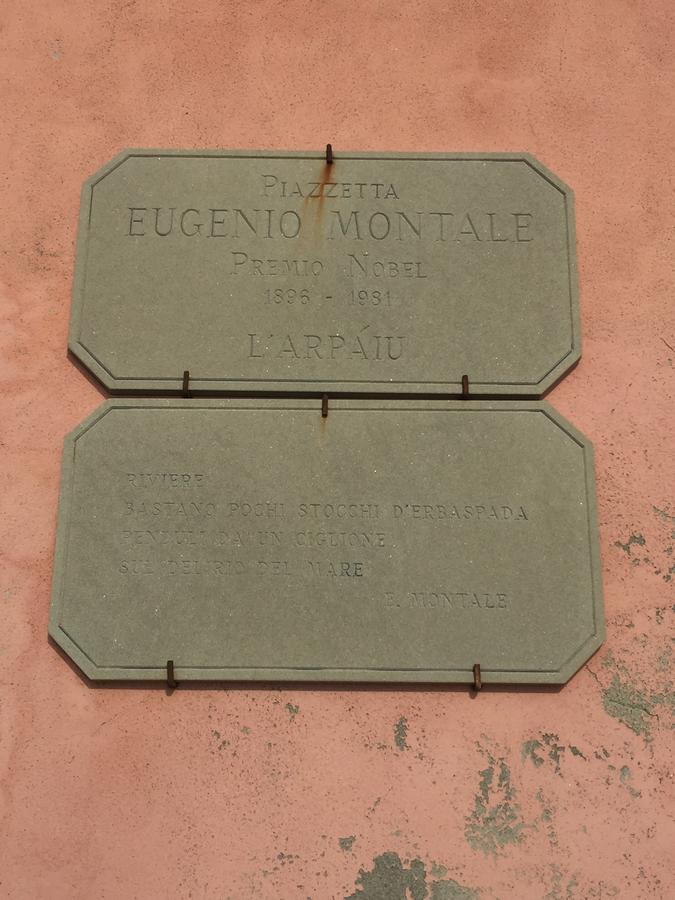 PIAZZETTA
EUGENIO MONTALE
PREMIO NOBEL
1896 - 1981
L'ARPÁIU
RIVIERE
BASTANO POCHI STOCCHI D'ERBASPADA
PENDULI DA UN CIGLIONE
SUL DELIRIO DEL MARE
E. MONTALE